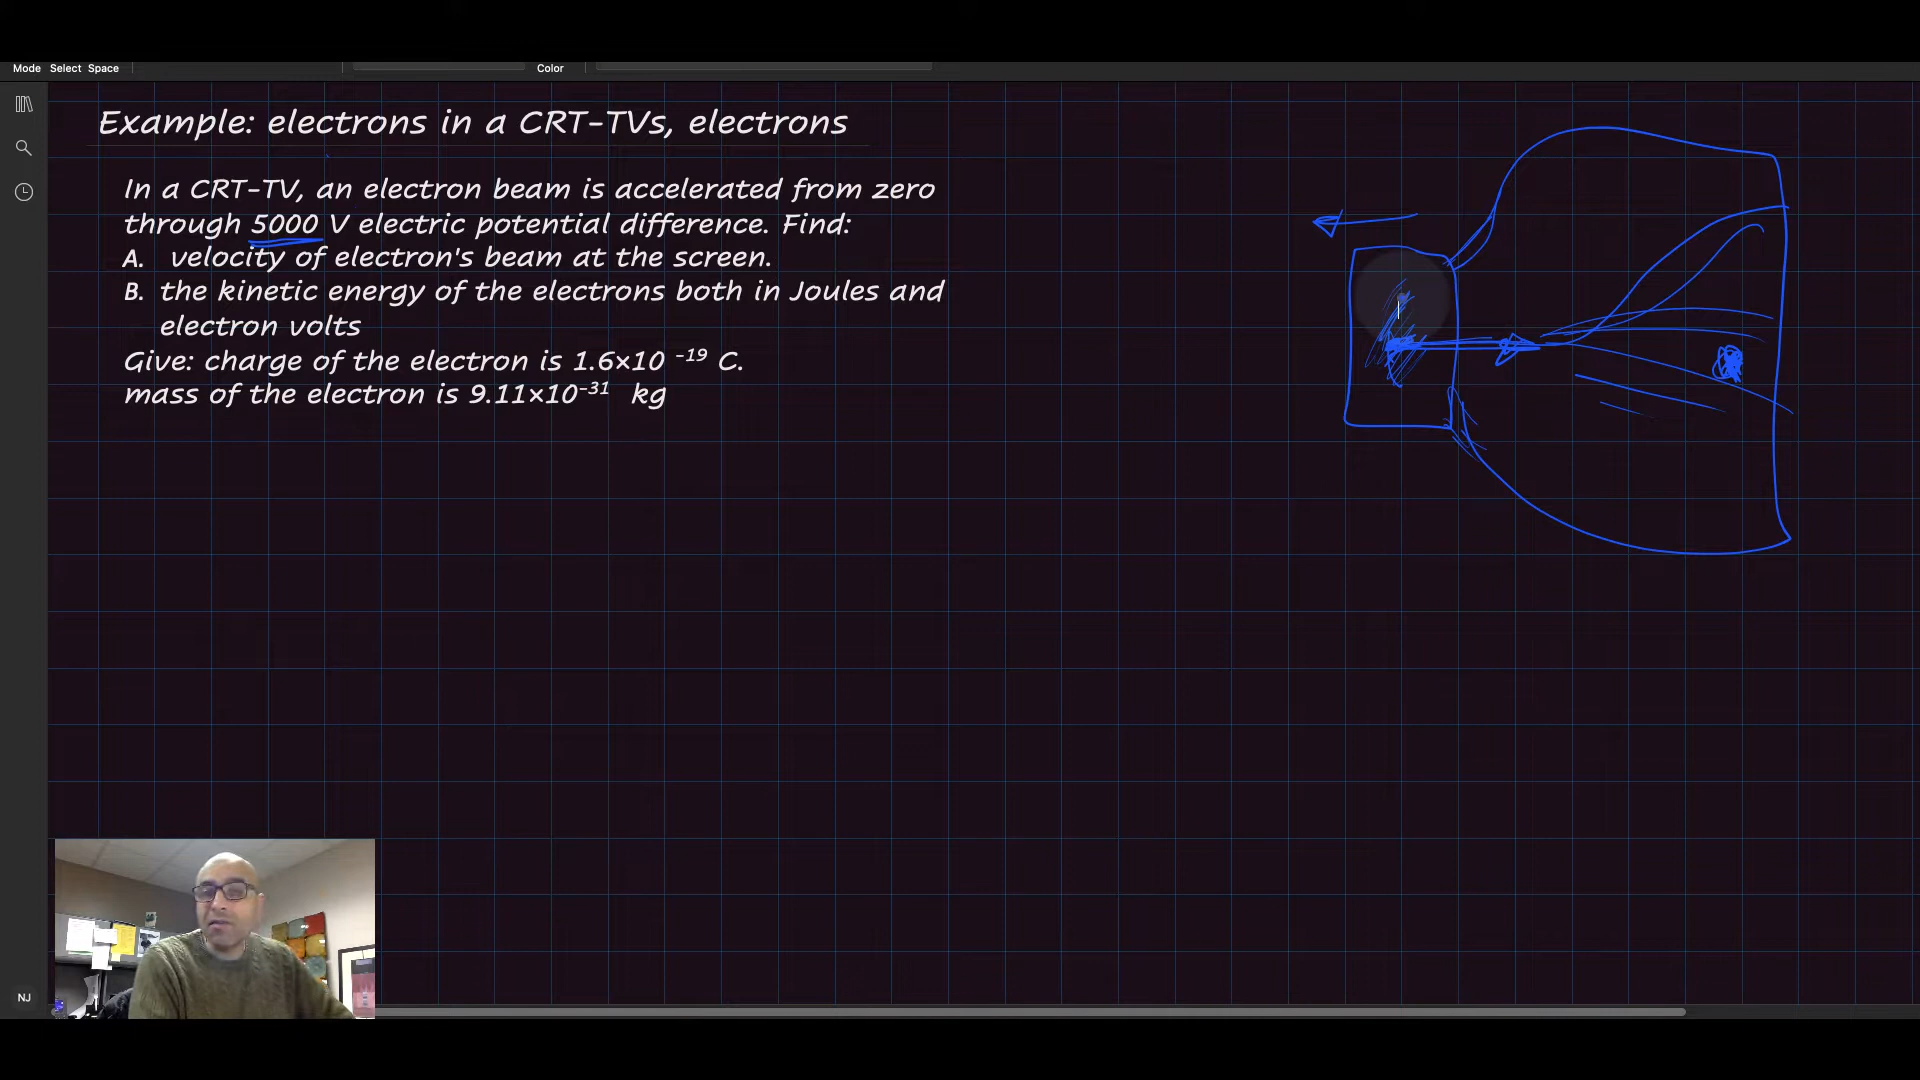 Mode Select Space Color
Example: electrons in a CRT-TVs, electrons
In a CRT-TV, an electron beam is accelerated from zero
through 5000 V electric potential difference. Find:
A. velocity of electron's beam at the screen.
B. the kinetic energy of the electrons both in Joules and
electron volts
Give: charge of the electron is 1.6×10 ⁻¹⁹ C.
mass of the electron is 9.11×10⁻³¹ kg
NJ